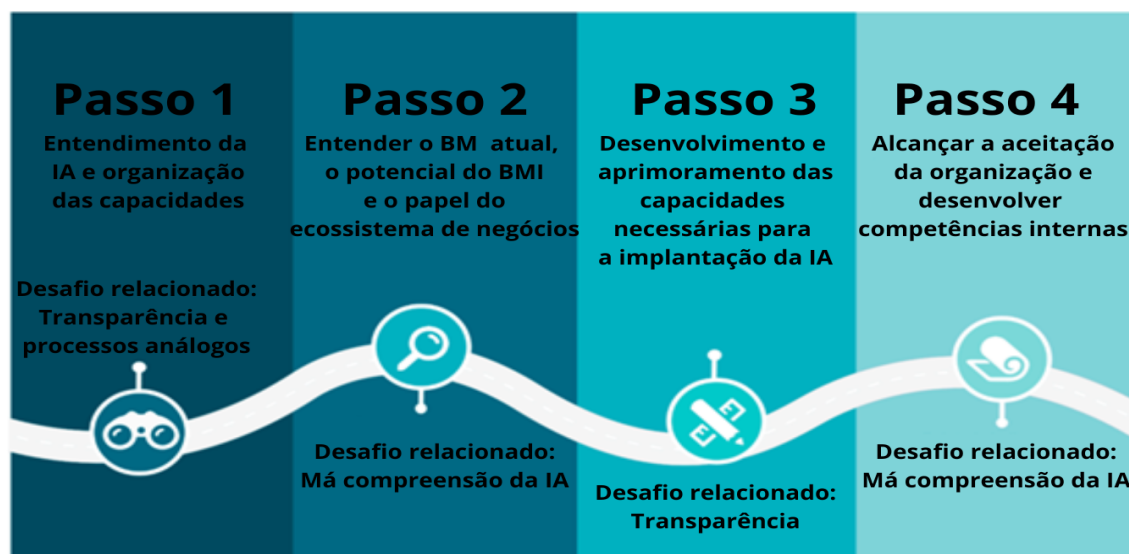 Passo 1
Entendimento da
IA e organização
das capacidades
Desafio relacionado:
Transparência e
processos análogos
Passo 2
Entender o BM atual,
o potencial do BMI
e o papel do
ecossistema de negócios
Desafio relacionado:
Má compreensão da IA
Passo 3
Desenvolvimento e
aprimoramento das
capacidades
necessárias para
a implantação da IA
Desafio relacionado:
Transparência
Passo 4
Alcançar a aceitação
da organização e
desenvolver
competências internas
Desafio relacionado:
Má compreensão da IA